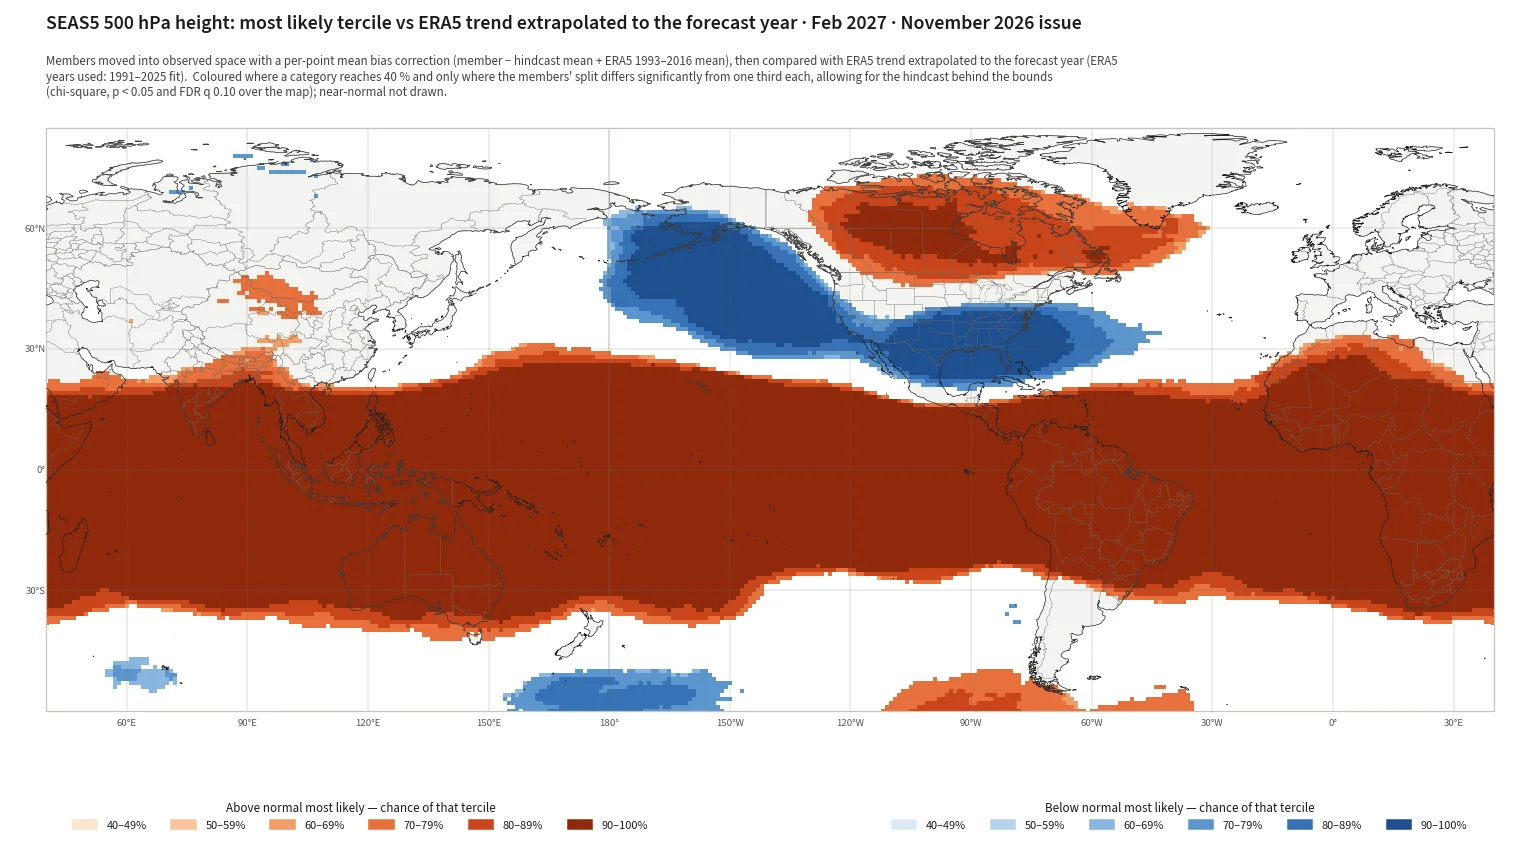 SEAS5 500 hPa height: most likely tercile vs ERA5 trend extrapolated to the forecast year · Feb 2027 · November 2026 issue
Members moved into observed space with a per-point mean bias correction (member − hindcast mean + ERA5 1993–2016 mean), then compared with ERA5 trend extrapolated to the forecast year (ERA5
years used: 1991–2025 fit). Coloured where a category reaches 40 % and only where the members' split differs significantly from one third each, allowing for the hindcast behind the bounds
(chi-square, p < 0.05 and FDR q 0.10 over the map); near-normal not drawn.
60°N
30°N
0°
30°S
60°E 90°E 120°E 150°E 180° 150°W 120°W 90°W 60°W 30°W 0° 30°E
Above normal most likely — chance of that tercile
40–49% 50–59% 60–69% 70–79% 80–89% 90–100%
Below normal most likely — chance of that tercile
40–49% 50–59% 60–69% 70–79% 80–89% 90–100%